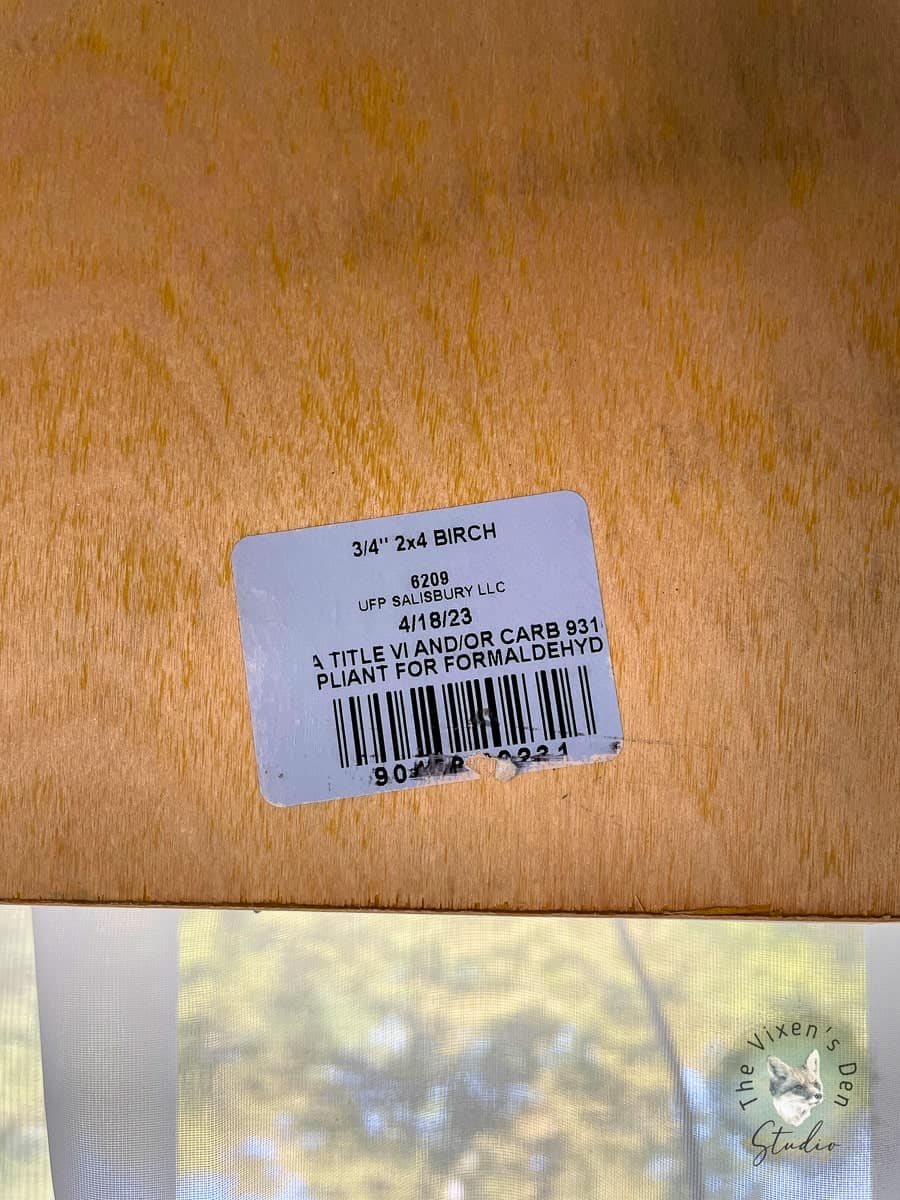 3/4" 2x4 BIRCH
6209
UFP SALISBURY LLC
4/18/23
A TITLE VI AND/OR CARB 931
PLIANT FOR FORMALDEHYD
The Vixen's Den
Studio